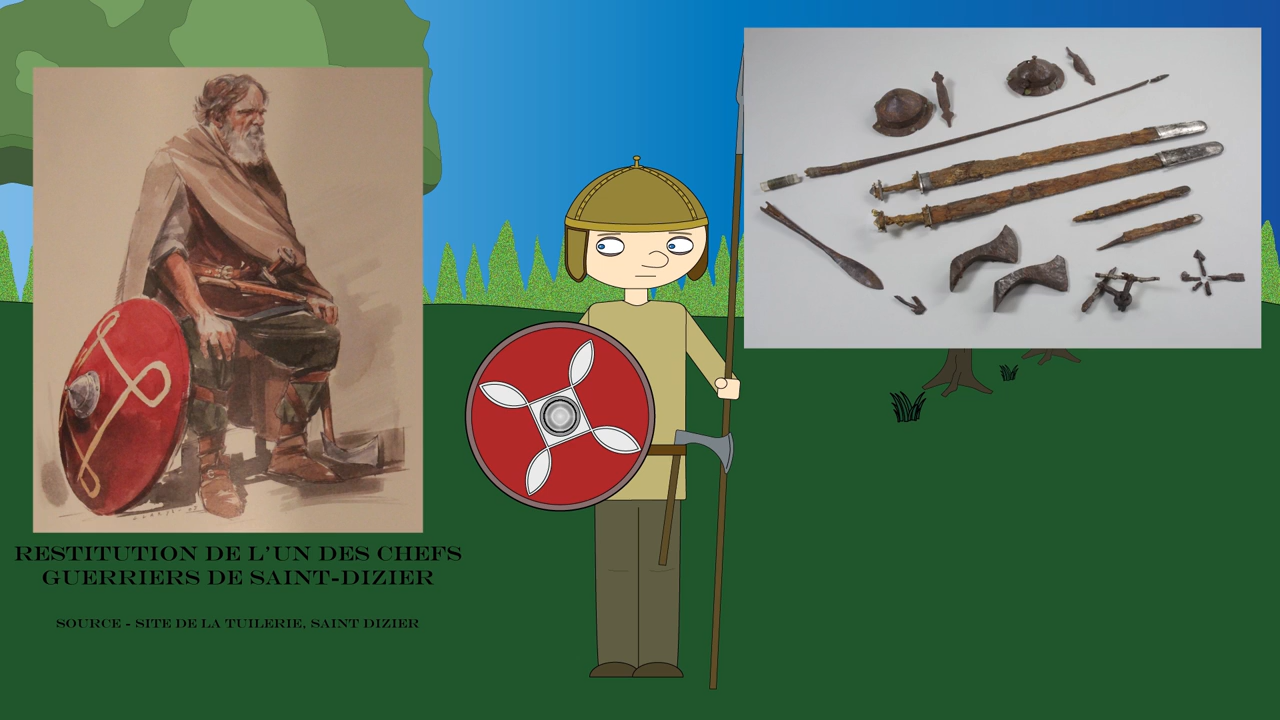 RESTITUTION DE L'UN DES CHEFS
GUERRIERS DE SAINT-DIZIER
SOURCE - SITE DE LA TUILERIE, SAINT DIZIER